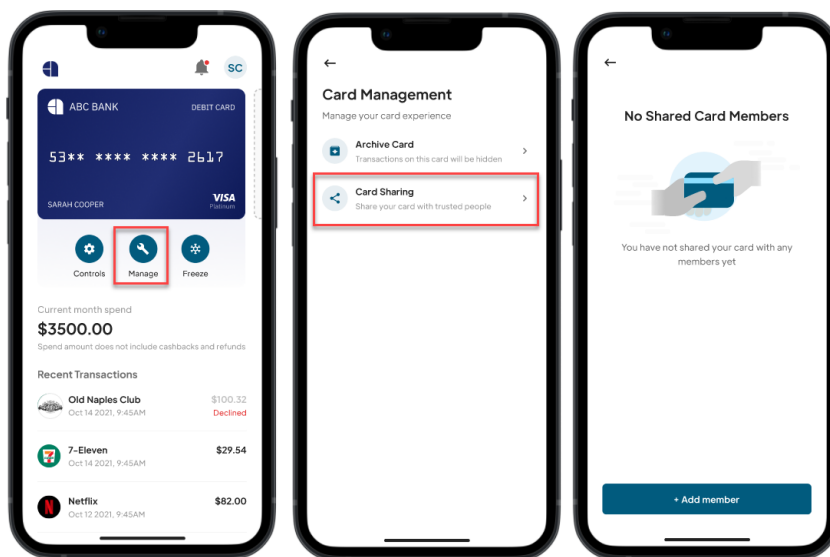 SC
ABC BANK
DEBIT CARD
53** **** **** 2617
SARAH COOPER
VISA
Platinum
Controls
Manage
Freeze
Current month spend
$3500.00
Spend amount does not include cashbacks and refunds
Recent Transactions
Old Naples Club
$100.32
Oct 14 2021, 9:45AM
Declined
7-Eleven
$29.54
Oct 14 2021, 9:45AM
Netflix
$82.00
Oct 12 2021, 9:45AM
Card Management
Manage your card experience
Archive Card
Transactions on this card will be hidden
Card Sharing
Share your card with trusted people
No Shared Card Members
You have not shared your card with any
members yet
+ Add member